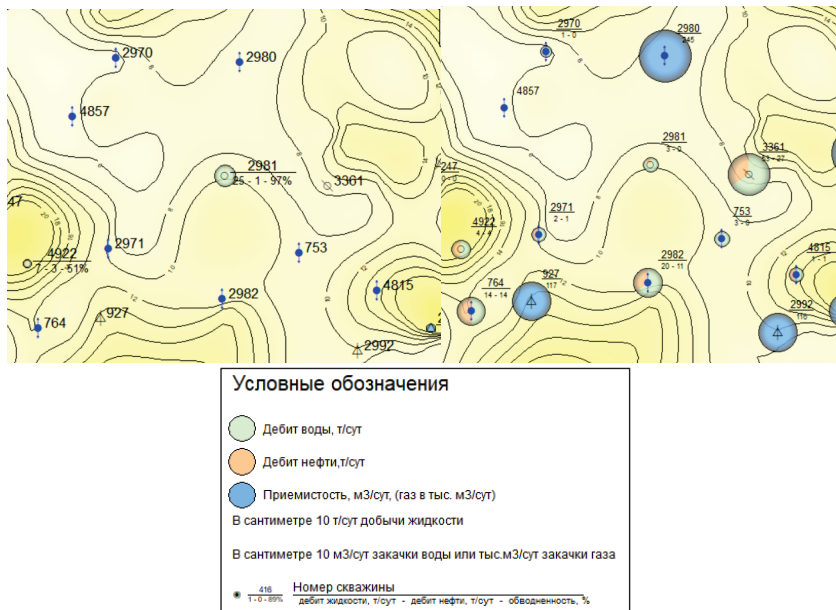 2970
2980
4857
2981
25 - 1 - 97%
3361
4922
7 - 3 - 51%
2971
753
764
927
2982
4815
2992
2970
1 - 0
2980
245
4857
2981
3 - 0
3361
247
0 - 0
4922
2971
2 - 1
753
4815
1 - 1
764
14 - 14
927
117
2982
20 - 11
2992
116
Условные обозначения
Дебит воды, т/сут
Дебит нефти,т/сут
Приемистость, м3/сут, (газ в тыс. м3/сут)
В сантиметре 10 т/сут добычи жидкости
В сантиметре 10 м3/сут закачки воды или тыс.м3/сут закачки газа
416
1 - 0 - 89%
Номер скважины
дебит жидкости, т/сут - дебит нефти, т/сут - обводненность, %